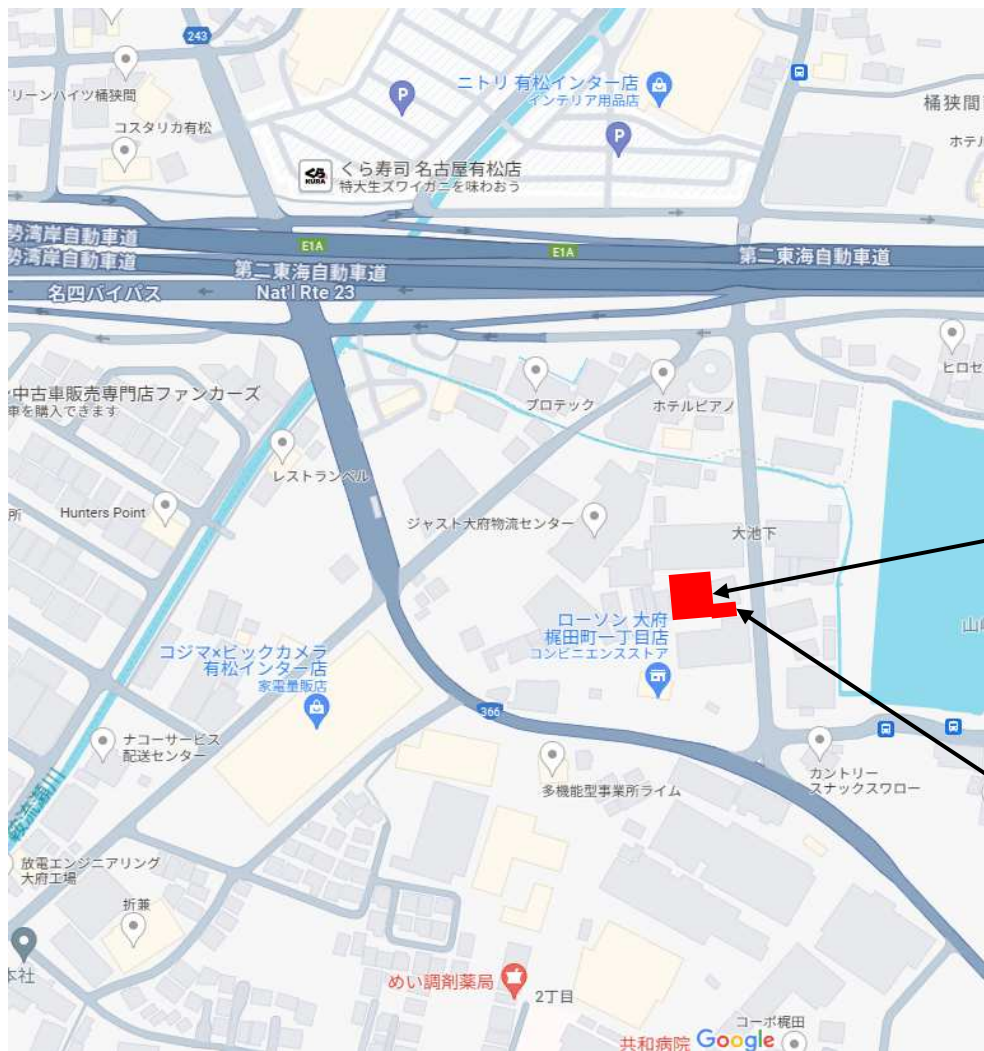 243
リーンハイツ桶狭間
コスタリカ有松
P
ニトリ 有松インター店
インテリア用品店
P
桶狭間
ホテル
くら
KURA
くら寿司 名古屋有松店
特大生ズワイガニを味わおう
勢湾岸自動車道
勢湾岸自動車道
E1A
E1A
第二東海自動車道
第二東海自動車道
名四バイパス
Nat'l Rte 23
中古車販売専門店ファンカーズ
車を購入できます
プロテック
ホテルピアノ
ヒロセ
レストランベル
所
Hunters Point
ジャスト大府物流センター
大池下
ローソン 大府
梶田町一丁目店
コンビニエンスストア
山
コジマ×ビックカメラ
有松インター店
家電量販店
366
ナコーサービス
配送センター
多機能型事業所ライム
カントリー
スナックスワロー
鞍流瀬川
放電エンジニアリング
大府工場
折兼
本社
めい調剤薬局
2丁目
コーポ梶田
共和病院
Google